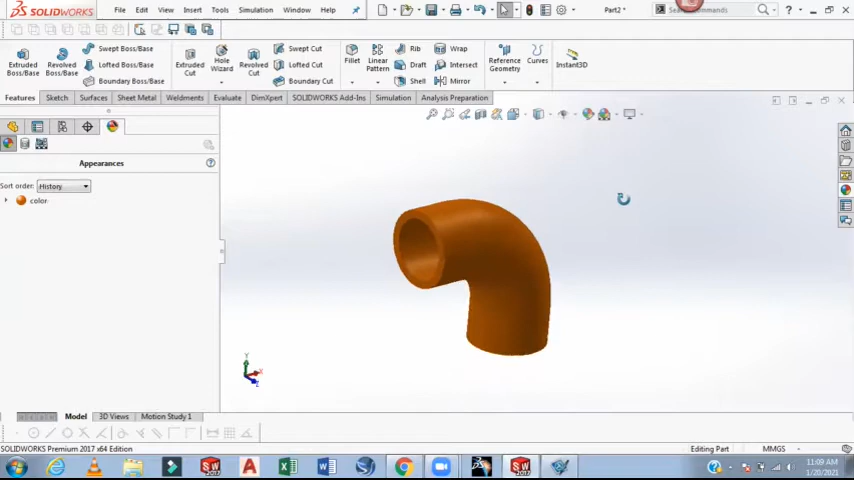 SOLIDWORKS File Edit View Insert Tools Simulation Window Help Part2 *
Extruded Boss/Base Revolved Boss/Base Swept Boss/Base Lofted Boss/Base Boundary Boss/Base Extruded Cut Hole Wizard Revolved Cut Swept Cut Lofted Cut Boundary Cut Fillet Linear Pattern Rib Draft Shell Wrap Intersect Mirror Reference Geometry Curves Instant3D
Features Sketch Surfaces Sheet Metal Weldments Evaluate DimXpert SOLIDWORKS Add-Ins Simulation Analysis Preparation
Appearances
Sort order: History
color
Y
X
Z
Model 3D Views Motion Study 1
SOLIDWORKS Premium 2017 x64 Edition Editing Part MMGS
11:09 AM
1/20/2021